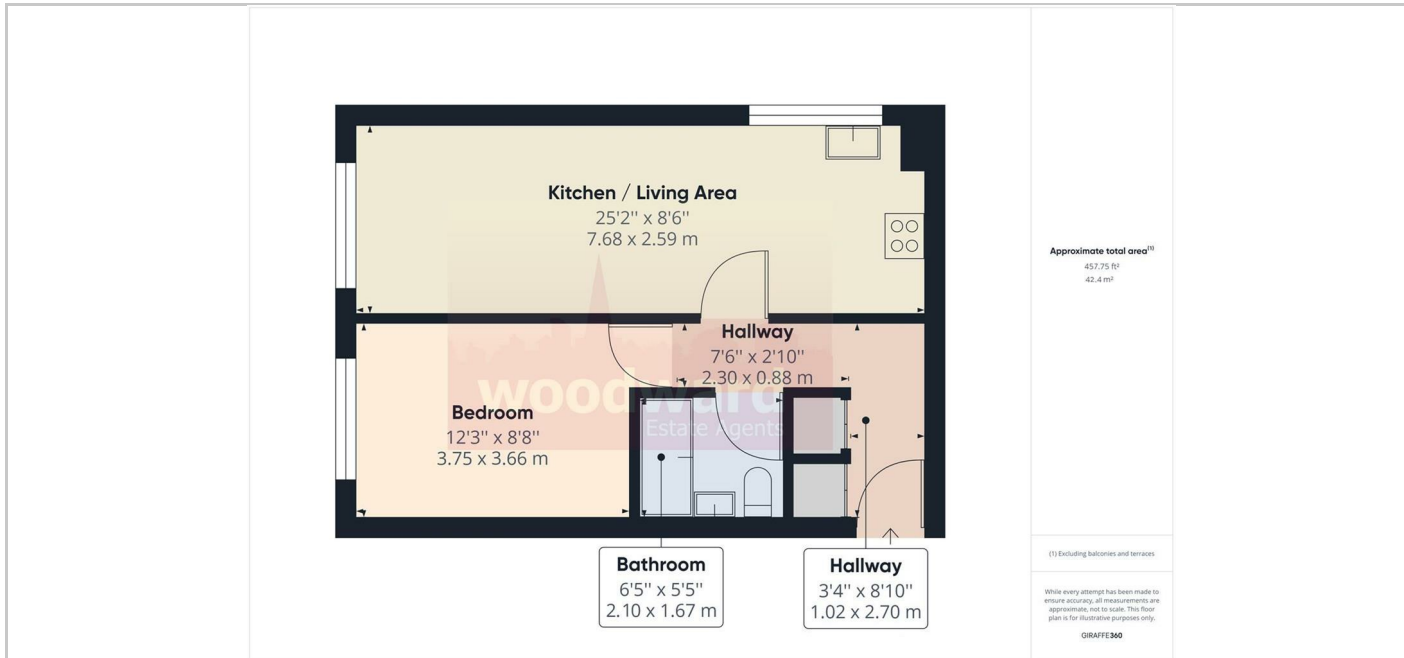 Kitchen / Living Area
25'2'' x 8'6''
7.68 x 2.59 m
Hallway
7'6'' x 2'10''
2.30 x 0.88 m
woodward
Estate Agents
Bedroom
12'3'' x 8'8''
3.75 x 3.66 m
Bathroom
6'5'' x 5'5''
2.10 x 1.67 m
Hallway
3'4'' x 8'10''
1.02 x 2.70 m
Approximate total area(1)
457.75 ft²
42.4 m²
(1) Excluding balconies and terraces
While every attempt has been made to
ensure accuracy, all measurements are
approximate, not to scale. This floor
plan is for illustrative purposes only.
GIRAFFE360